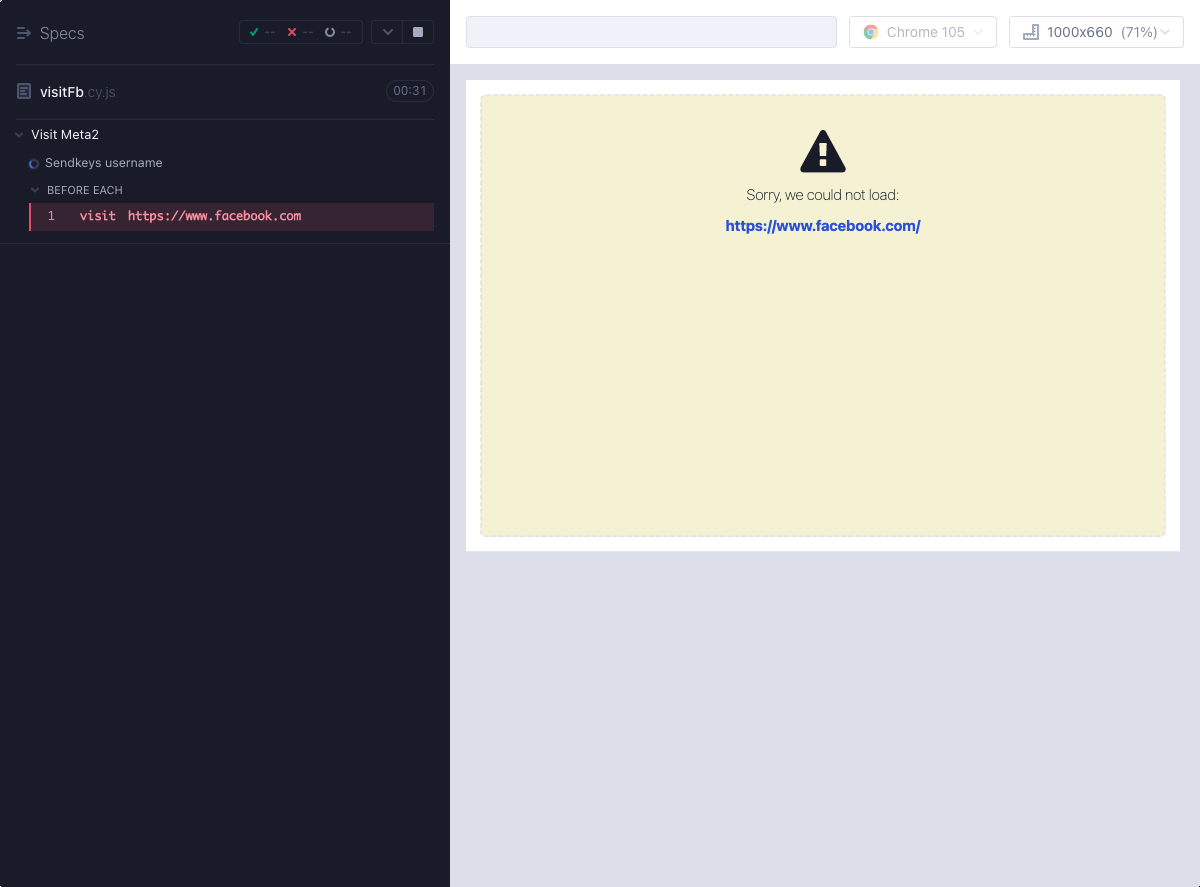 Specs
-- -- --
visitFb.cy.js
00:31
Visit Meta2
Sendkeys username
BEFORE EACH
1 visit https://www.facebook.com
Chrome 105
1000x660 (71%)
Sorry, we could not load:
https://www.facebook.com/